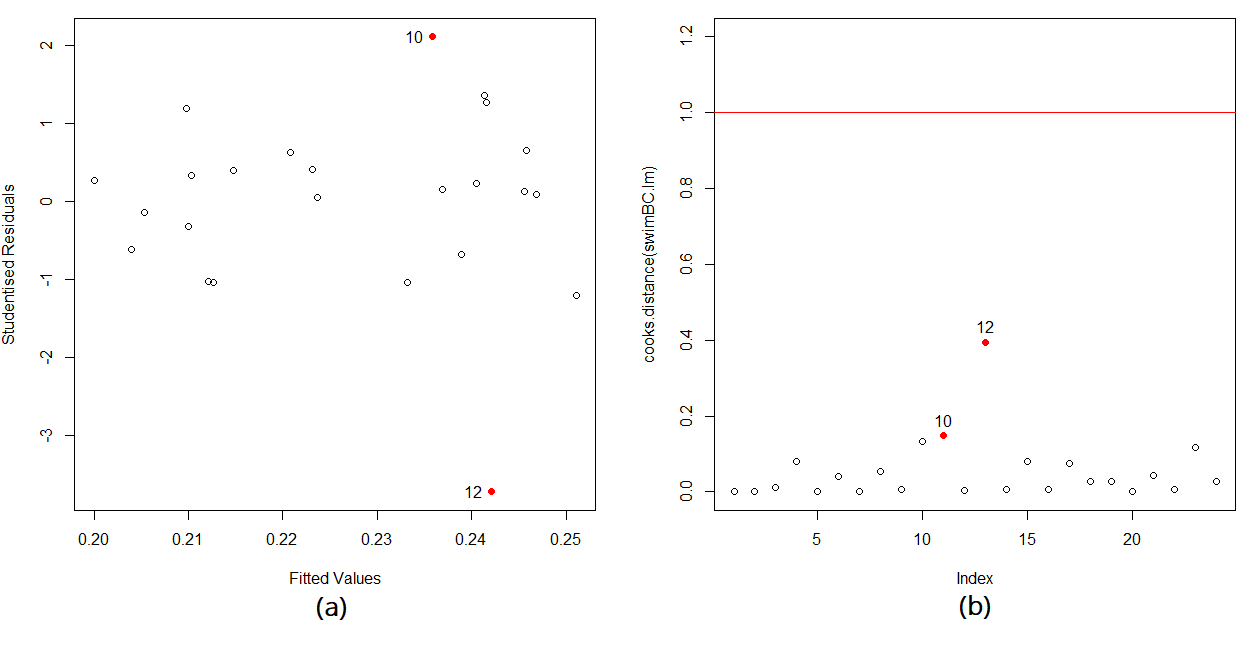 Studentised Residuals
2
1
0
-1
-2
-3
10
12
0.20 0.21 0.22 0.23 0.24 0.25
Fitted Values
(a)
cooks.distance(swimBC.lm)
1.2
1.0
0.8
0.6
0.4
0.2
0.0
12
10
5 10 15 20
Index
(b)